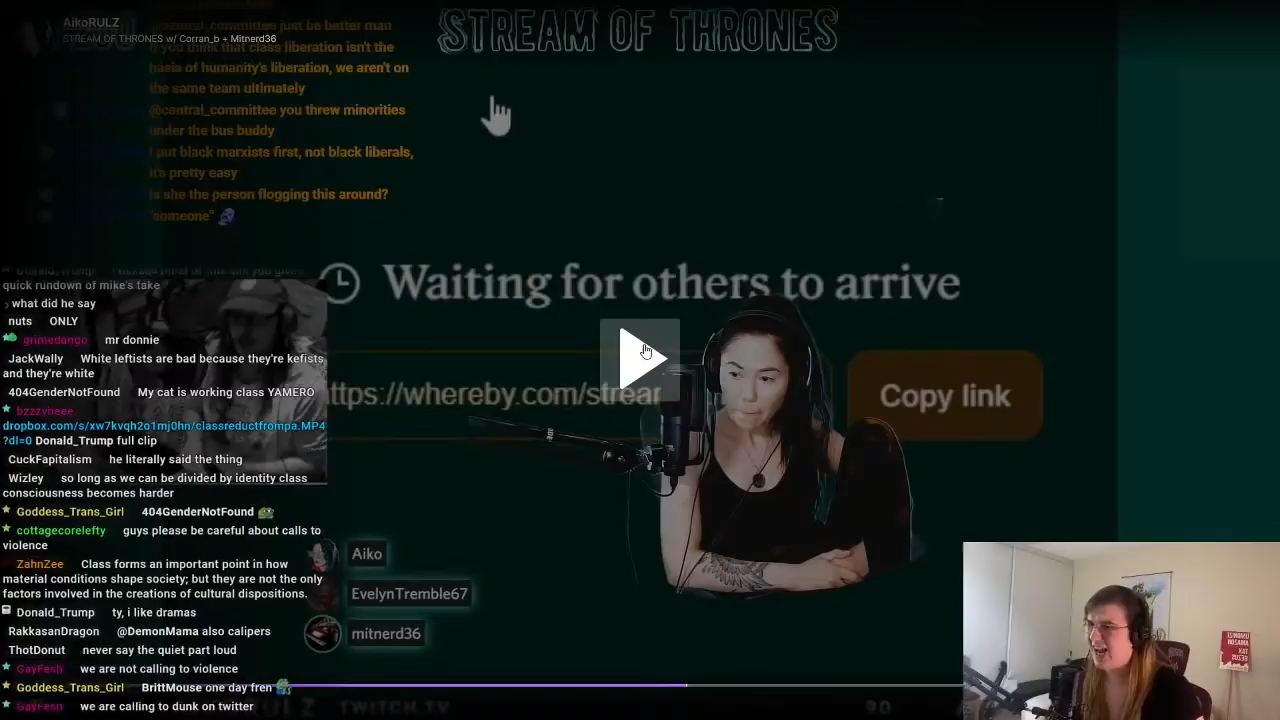 AikoRULZ
STREAM OF THRONES w/ Corran_b + Mitnerd36
STREAM OF THRONES
just be better man
if you think that class liberation isn't the
basis of humanity's liberation, we aren't on
the same team ultimately
@central_committee you threw minorities
under the bus buddy
I put black marxists first, not black liberals,
it's pretty easy
Is she the person flogging this around?
"someone"
Waiting for others to arrive
https://whereby.com/stream
Copy link
Aiko
EvelynTremble67
mitnerd36
quick rundown of mike's take
what did he say
nuts ONLY
grimedango mr donnie
JackWally White leftists are bad because they're kefists
and they're white
404GenderNotFound My cat is working class YAMERO
dropbox.com/s/xw7kvqh2o1mj0hn/classreductfrompa.MP4
?dl=0 Donald_Trump full clip
CuckFapitalism he literally said the thing
Wizley so long as we can be divided by identity class
consciousness becomes harder
Goddess_Trans_Girl 404GenderNotFound
cottagecorelefty guys please be careful about calls to
violence
ZahnZee Class forms an important point in how
material conditions shape society; but they are not the only
factors involved in the creations of cultural dispositions.
Donald_Trump ty, i like dramas
RakkasanDragon @DemonMama also calipers
ThotDonut never say the quiet part loud
GayFesh we are not calling to violence
Goddess_Trans_Girl BrittMouse one day fren
GayFesh we are calling to dunk on twitter
TWITCH.TV